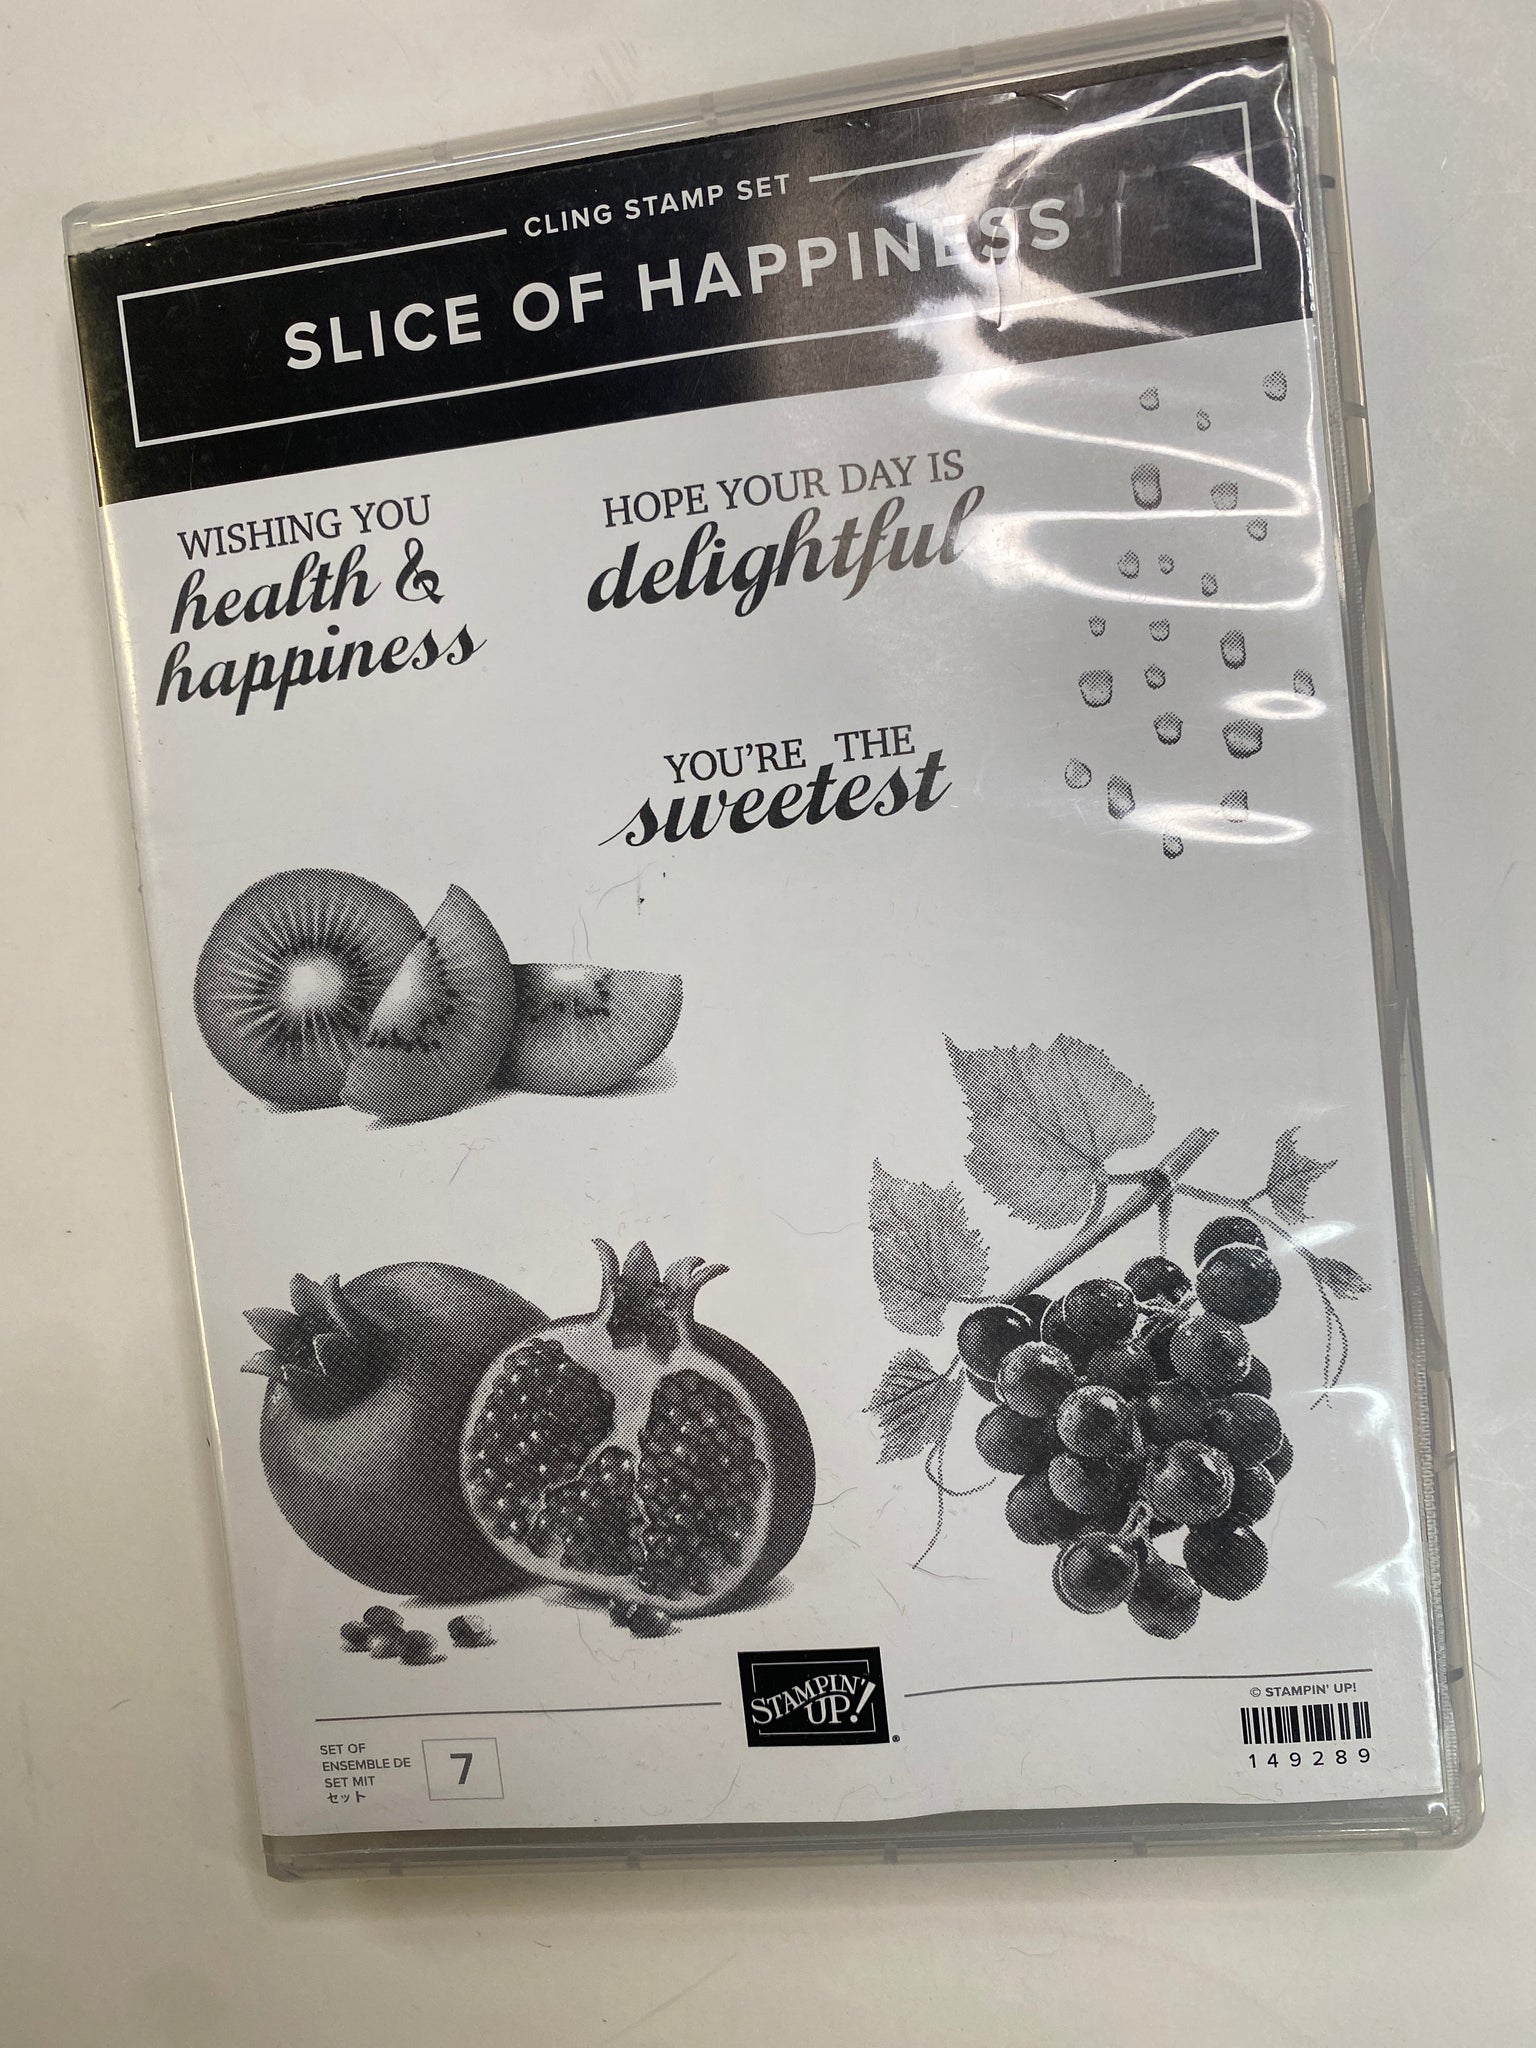 CLING STAMP SET
SLICE OF HAPPINESS
WISHING YOU
health &
happiness
HOPE YOUR DAY IS
delightful
YOU'RE THE
sweetest
STAMPIN'
UP!
®
© STAMPIN' UP!
149289
SET OF
ENSEMBLE DE
SET MIT
セット
7